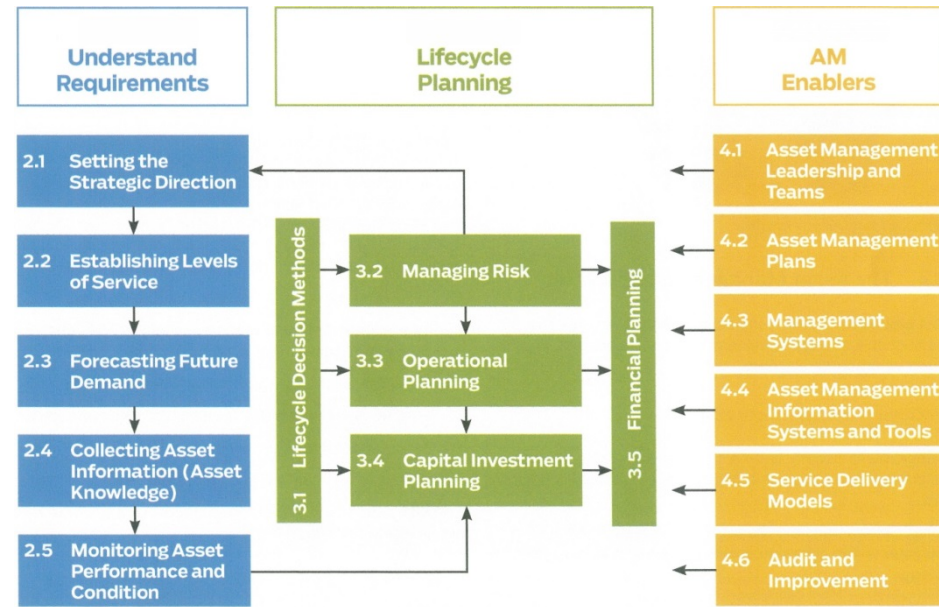 Understand
Requirements
2.1 Setting the
Strategic Direction
2.2 Establishing Levels
of Service
2.3 Forecasting Future
Demand
2.4 Collecting Asset
Information (Asset
Knowledge)
2.5 Monitoring Asset
Performance and
Condition
Lifecycle
Planning
3.1 Lifecycle Decision Methods
3.2 Managing Risk
3.3 Operational
Planning
3.4 Capital Investment
Planning
3.5 Financial Planning
AM
Enablers
4.1 Asset Management
Leadership and
Teams
4.2 Asset Management
Plans
4.3 Management
Systems
4.4 Asset Management
Information
Systems and Tools
4.5 Service Delivery
Models
4.6 Audit and
Improvement